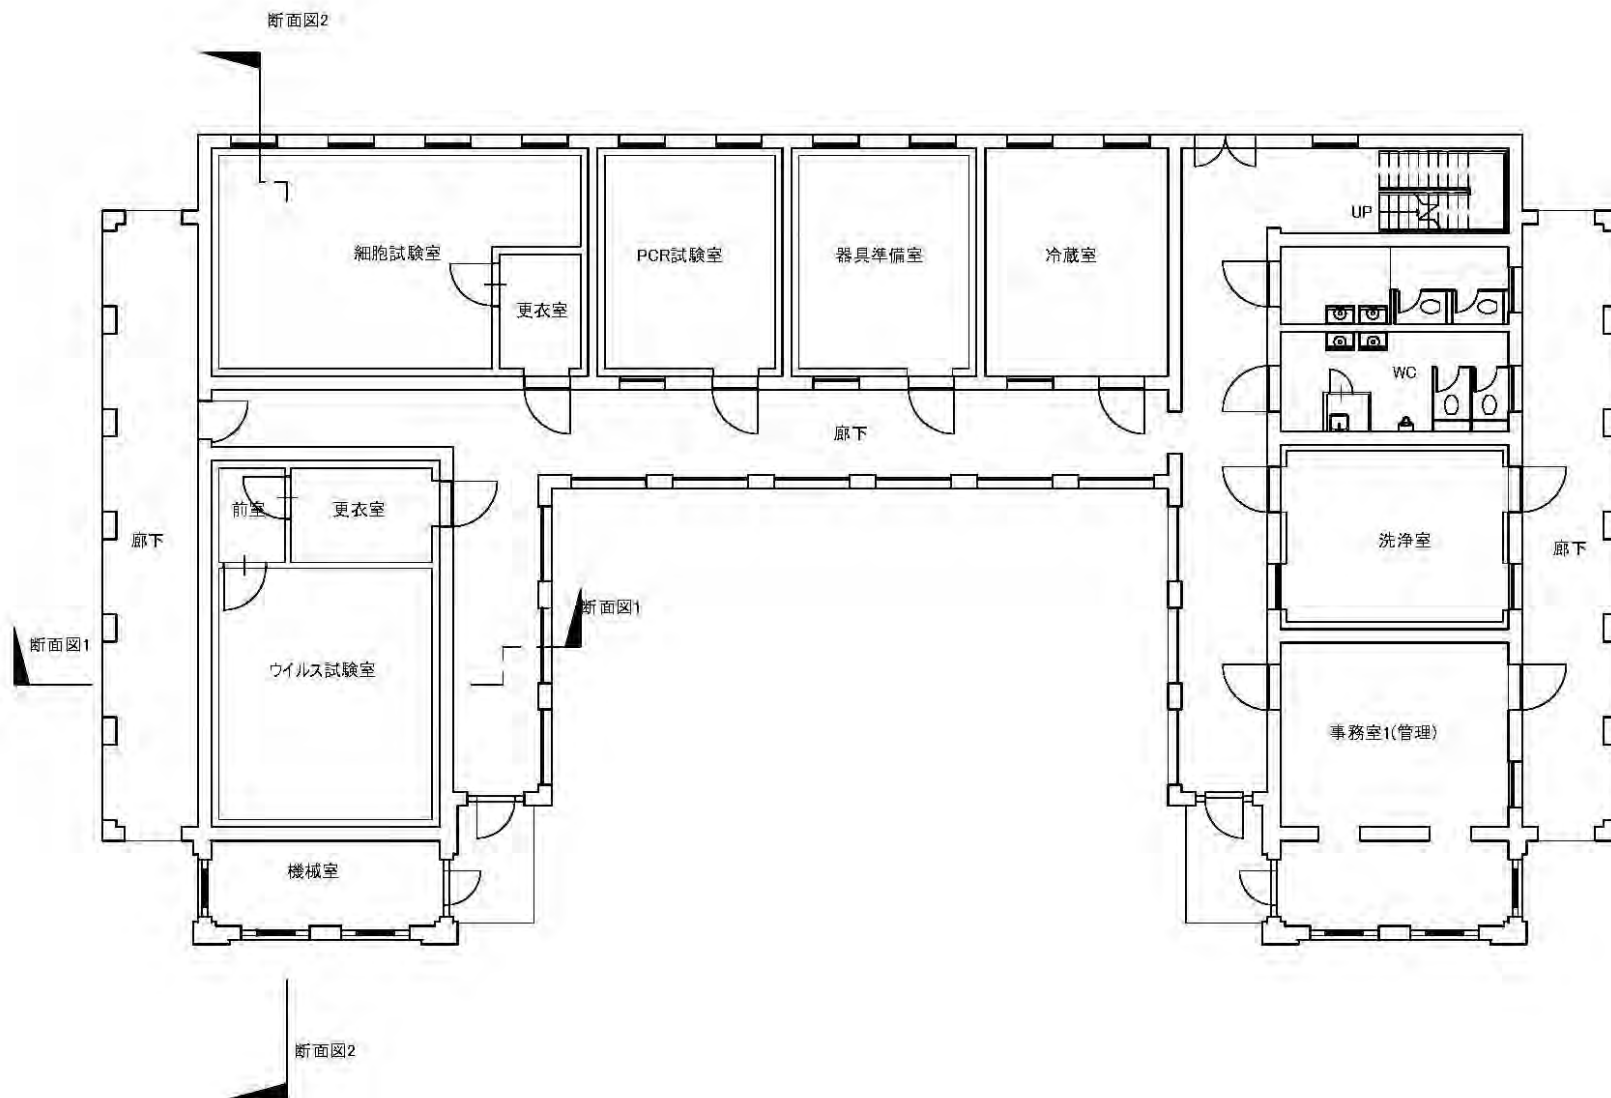 断面図2
UP
細胞試験室
PCR試験室
器具準備室
冷蔵室
更衣室
WC
廊下
前室
更衣室
廊下
洗浄室
廊下
断面図1
断面図1
ウイルス試験室
事務室1(管理)
機械室
断面図2